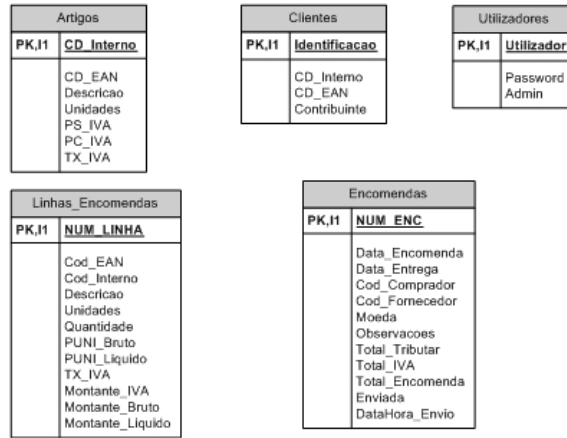 Artigos
PK,I1 CD_Interno
CD_EAN
Descricao
Unidades
PS_IVA
PC_IVA
TX_IVA
Clientes
PK,I1 Identificacao
CD_Interno
CD_EAN
Contribuinte
Utilizadores
PK,I1 Utilizador
Password
Admin
Linhas_Encomendas
PK,I1 NUM_LINHA
Cod_EAN
Cod_Interno
Descricao
Unidades
Quantidade
PUNI_Bruto
PUNI_Liquido
TX_IVA
Montante_IVA
Montante_Bruto
Montante_Liquido
Encomendas
PK,I1 NUM_ENC
Data_Encomenda
Data_Entrega
Cod_Comprador
Cod_Fornecedor
Moeda
Observacoes
Total_Tributar
Total_IVA
Total_Encomenda
Enviada
DataHora_Envio